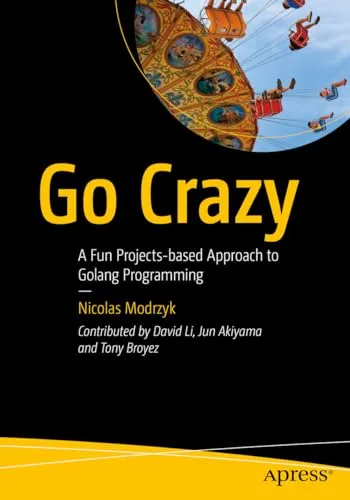 Go Crazy
A Fun Projects-based Approach to
Golang Programming
—
Nicolas Modrzyk
Contributed by David Li, Jun Akiyama
and Tony Broyez
Apress®